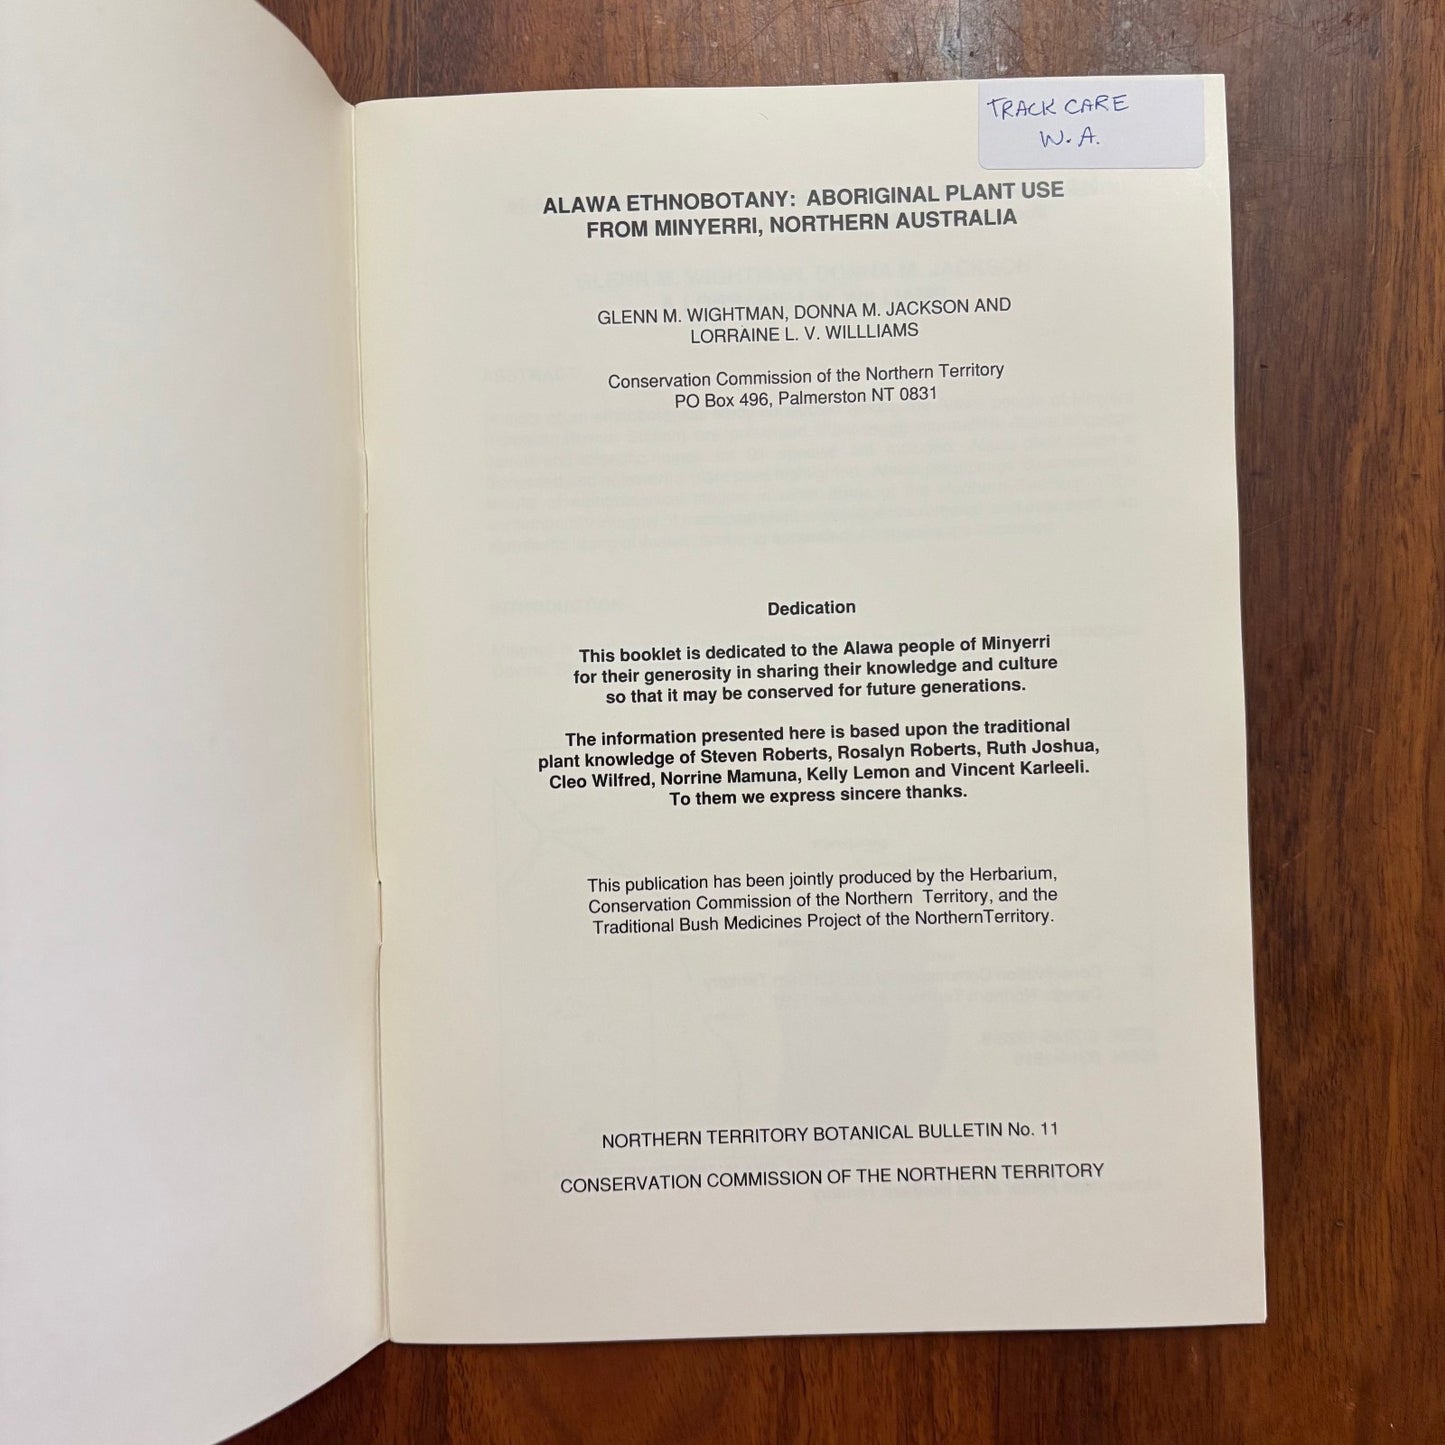 TRACK CARE
W.A.
ALAWA ETHNOBOTANY: ABORIGINAL PLANT USE
FROM MINYERRI, NORTHERN AUSTRALIA
GLENN M. WIGHTMAN, DONNA M. JACKSON AND
LORRAINE L. V. WILLLIAMS
Conservation Commission of the Northern Territory
PO Box 496, Palmerston NT 0831
Dedication
This booklet is dedicated to the Alawa people of Minyerri
for their generosity in sharing their knowledge and culture
so that it may be conserved for future generations.
The information presented here is based upon the traditional
plant knowledge of Steven Roberts, Rosalyn Roberts, Ruth Joshua,
Cleo Wilfred, Norrine Mamuna, Kelly Lemon and Vincent Karleeli.
To them we express sincere thanks.
This publication has been jointly produced by the Herbarium,
Conservation Commission of the Northern Territory, and the
Traditional Bush Medicines Project of the NorthernTerritory.
NORTHERN TERRITORY BOTANICAL BULLETIN No. 11
CONSERVATION COMMISSION OF THE NORTHERN TERRITORY